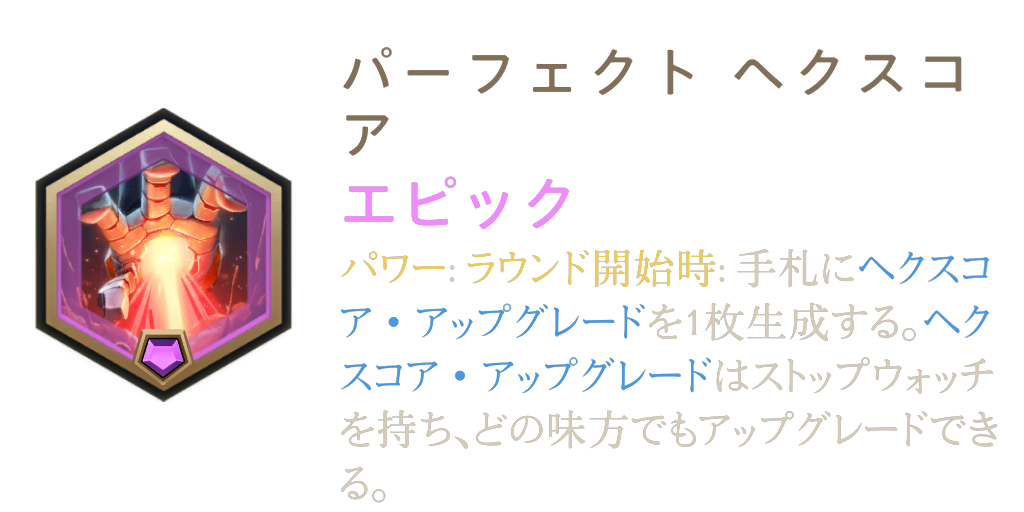 パーフェクト ヘクスコ
ア
エピック
パワー: ラウンド開始時: 手札にヘクスコ
ア・アップグレードを1枚生成する。ヘク
スコア・アップグレードはストップウォッチ
を持ち、どの味方でもアップグレードでき
る。